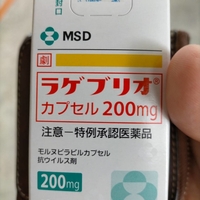 MSD
劇
ラゲブリオ®
カプセル 200mg
注意－特例承認医薬品
モルヌピラビルカプセル
抗ウイルス剤
200mg